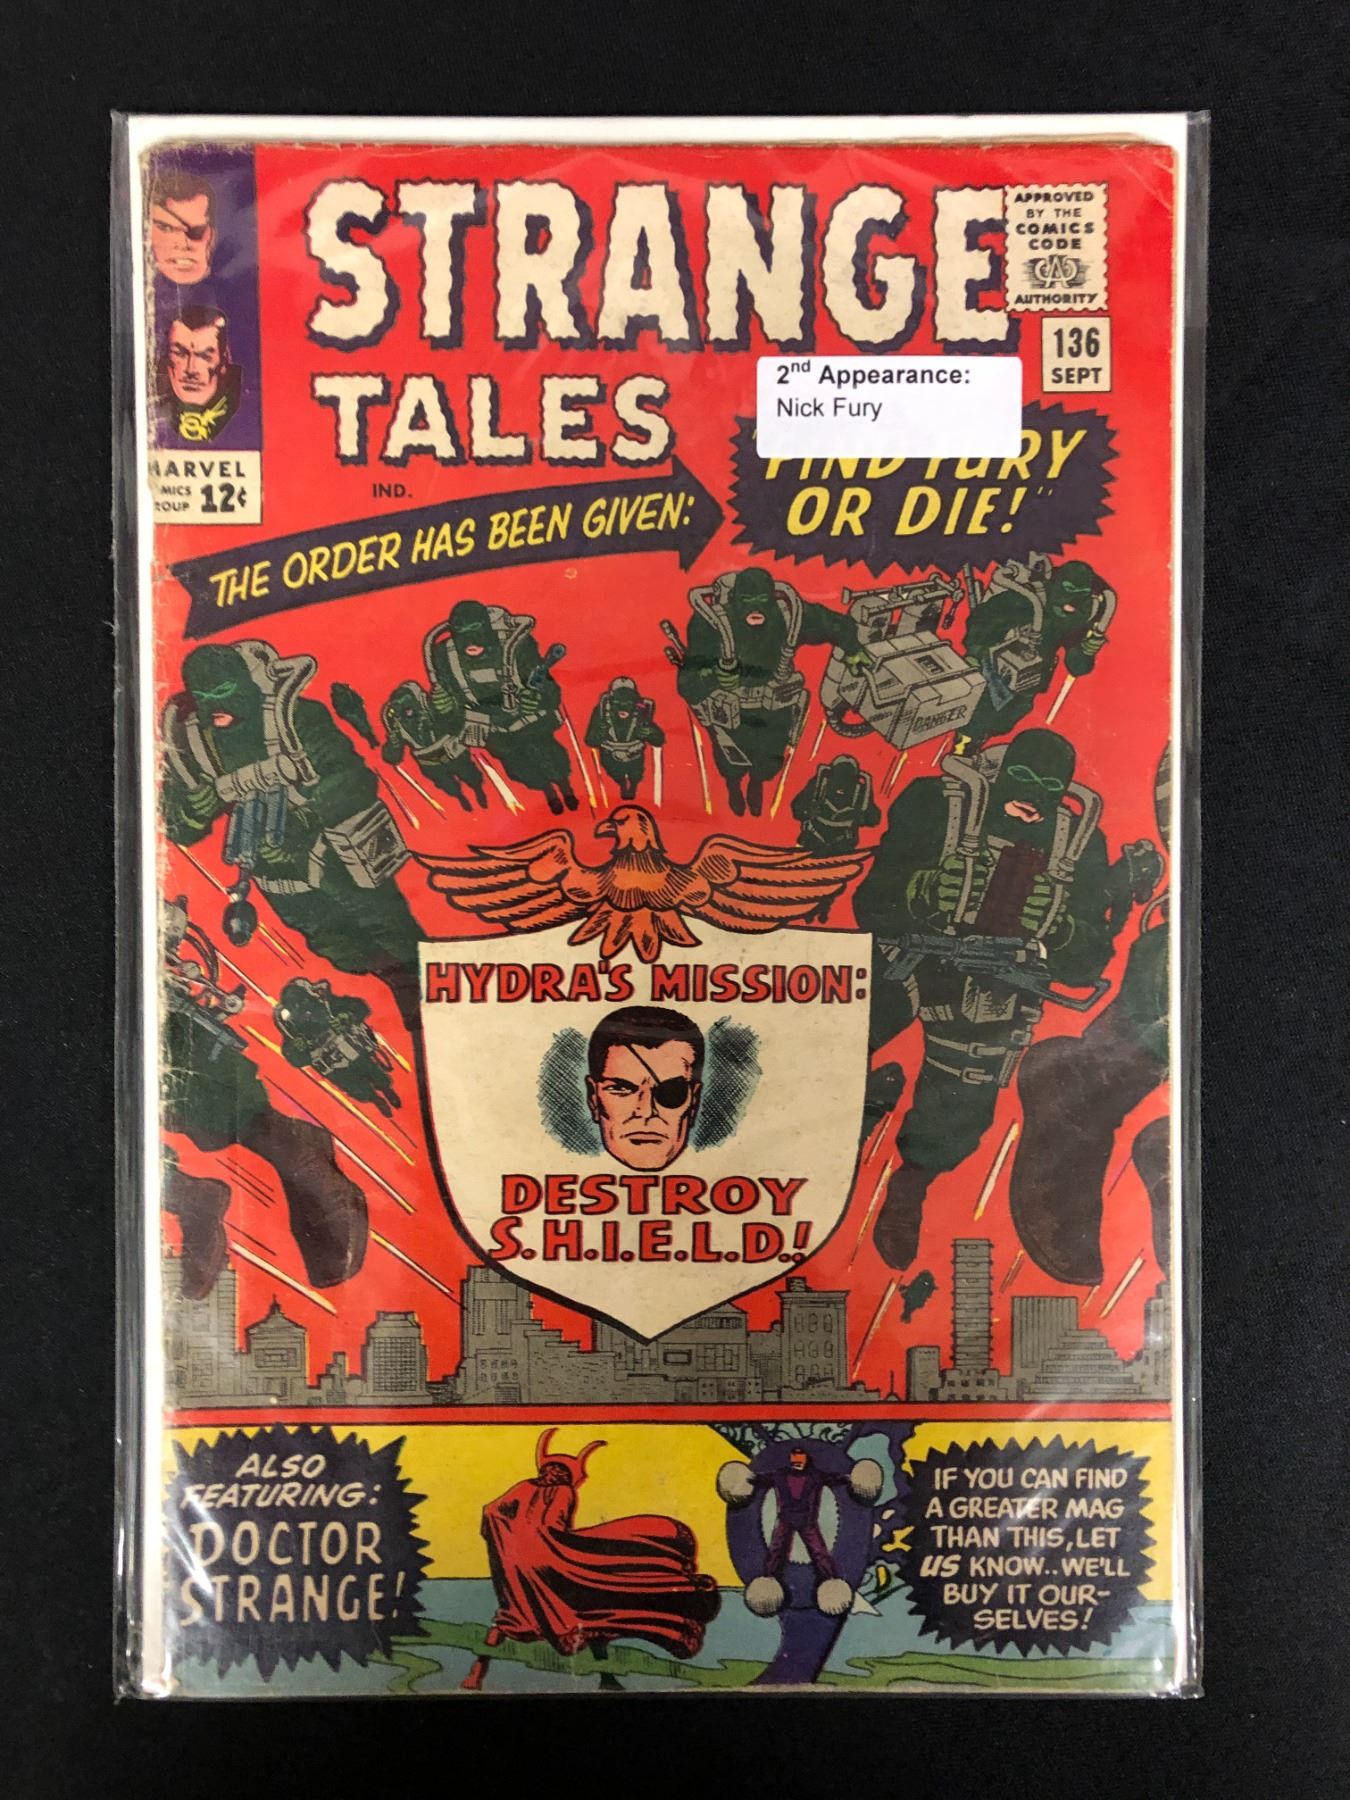 STRANGE
TALES
APPROVED
BY THE
COMICS
CODE
AUTHORITY
136
SEPT
2nd Appearance:
Nick Fury
MARVEL
12¢
IND.
THE ORDER HAS BEEN GIVEN:
"FIND FURY
OR DIE!"
DANGER
HYDRA'S MISSION:
DESTROY
S.H.I.E.L.D.!
ALSO
FEATURING:
DOCTOR
STRANGE!
IF YOU CAN FIND
A GREATER MAG
THAN THIS, LET
US KNOW..WE'LL
BUY IT OUR-
SELVES!